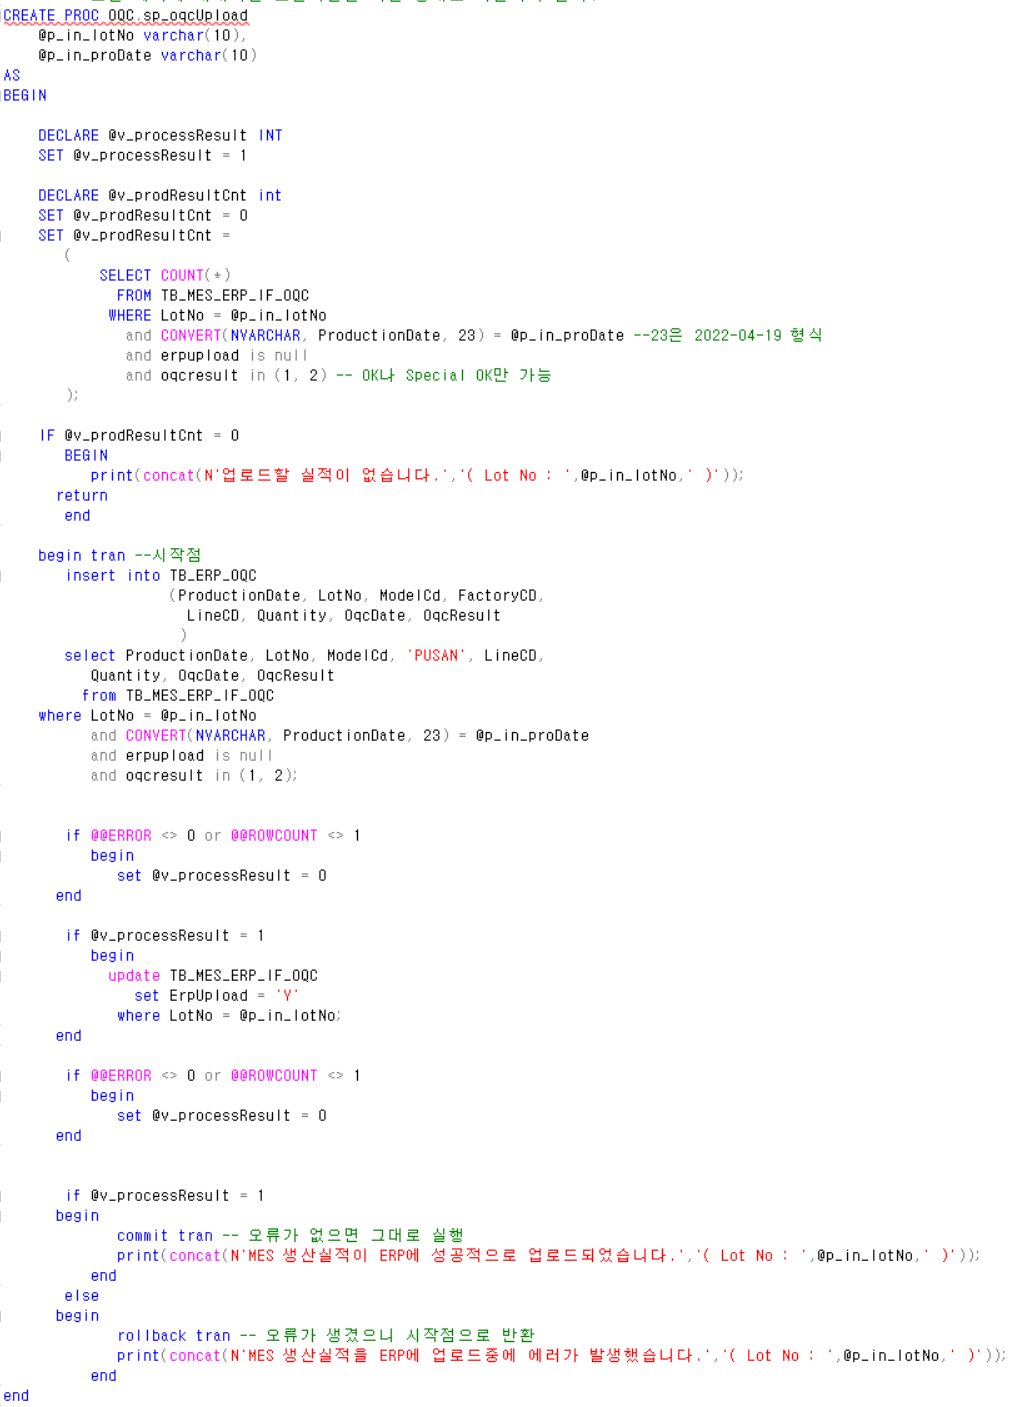 CREATE PROC OQC.sp_oqcUpload
@p_in_lotNo varchar(10),
@p_in_proDate varchar(10)
AS
BEGIN
DECLARE @v_processResult INT
SET @v_processResult = 1
DECLARE @v_prodResultCnt int
SET @v_prodResultCnt = 0
SET @v_prodResultCnt =
(
SELECT COUNT(*)
FROM TB_MES_ERP_IF_OQC
WHERE LotNo = @p_in_lotNo
and CONVERT(NVARCHAR, ProductionDate, 23) = @p_in_proDate --23은 2022-04-19 형식
and erpupload is null
and oqcresult in (1, 2) -- OK나 Special OK만 가능
);
IF @v_prodResultCnt = 0
BEGIN
print(concat(N'업로드할 실적이 없습니다.','( Lot No : ',@p_in_lotNo,' )'));
return
end
begin tran --시작점
insert into TB_ERP_OQC
(ProductionDate, LotNo, ModelCd, FactoryCD,
LineCD, Quantity, OqcDate, OqcResult
)
select ProductionDate, LotNo, ModelCd, 'PUSAN', LineCD,
Quantity, OqcDate, OqcResult
from TB_MES_ERP_IF_OQC
where LotNo = @p_in_lotNo
and CONVERT(NVARCHAR, ProductionDate, 23) = @p_in_proDate
and erpupload is null
and oqcresult in (1, 2);
if @@ERROR <> 0 or @@ROWCOUNT <> 1
begin
set @v_processResult = 0
end
if @v_processResult = 1
begin
update TB_MES_ERP_IF_OQC
set ErpUpload = 'Y'
where LotNo = @p_in_lotNo;
end
if @@ERROR <> 0 or @@ROWCOUNT <> 1
begin
set @v_processResult = 0
end
if @v_processResult = 1
begin
commit tran -- 오류가 없으면 그대로 실행
print(concat(N'MES 생산실적이 ERP에 성공적으로 업로드되었습니다.','( Lot No : ',@p_in_lotNo,' )'));
end
else
begin
rollback tran -- 오류가 생겼으니 시작점으로 반환
print(concat(N'MES 생산실적을 ERP에 업로드중에 에러가 발생했습니다.','( Lot No : ',@p_in_lotNo,' )'));
end
end